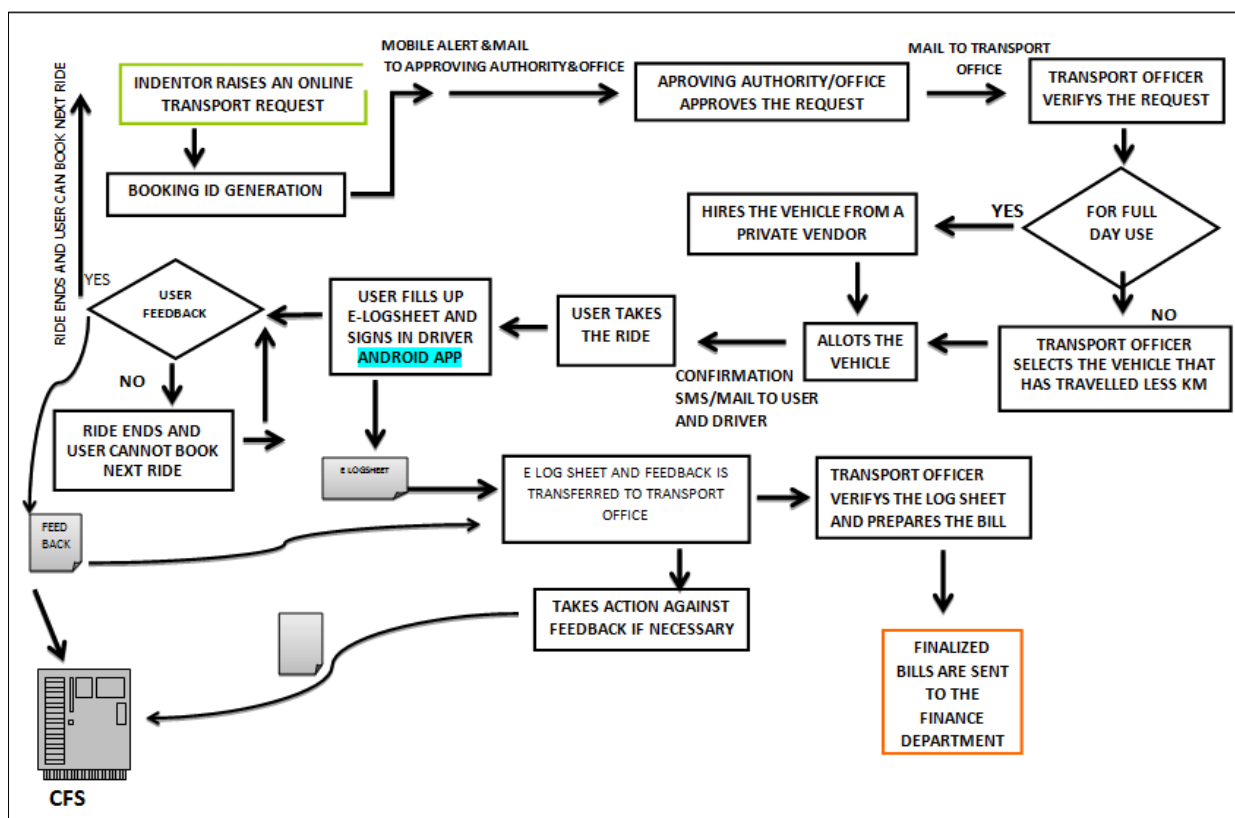 MOBILE ALERT &MAIL
TO APPROVING AUTHORITY&OFFICE
MAIL TO TRANSPORT
OFFICE
INDENTOR RAISES AN ONLINE
TRANSPORT REQUEST
APROVING AUTHORITY/OFFICE
APPROVES THE REQUEST
TRANSPORT OFFICER
VERIFYS THE REQUEST
RIDE ENDS AND USER CAN BOOK NEXT RIDE
BOOKING ID GENERATION
HIRES THE VEHICLE FROM A
PRIVATE VENDOR
YES
FOR FULL
DAY USE
NO
YES
USER
FEEDBACK
USER FILLS UP
E-LOGSHEET AND
SIGNS IN DRIVER
ANDROID APP
USER TAKES
THE RIDE
ALLOTS THE
VEHICLE
TRANSPORT OFFICER
SELECTS THE VEHICLE THAT
HAS TRAVELLED LESS KM
CONFIRMATION
SMS/MAIL TO USER
AND DRIVER
NO
RIDE ENDS AND
USER CANNOT BOOK
NEXT RIDE
E LOGSHEET
E LOG SHEET AND FEEDBACK IS
TRANSFERRED TO TRANSPORT
OFFICE
TRANSPORT OFFICER
VERIFYS THE LOG SHEET
AND PREPARES THE BILL
FEED
BACK
TAKES ACTION AGAINST
FEEDBACK IF NECESSARY
FINALIZED
BILLS ARE SENT
TO THE
FINANCE
DEPARTMENT
CFS